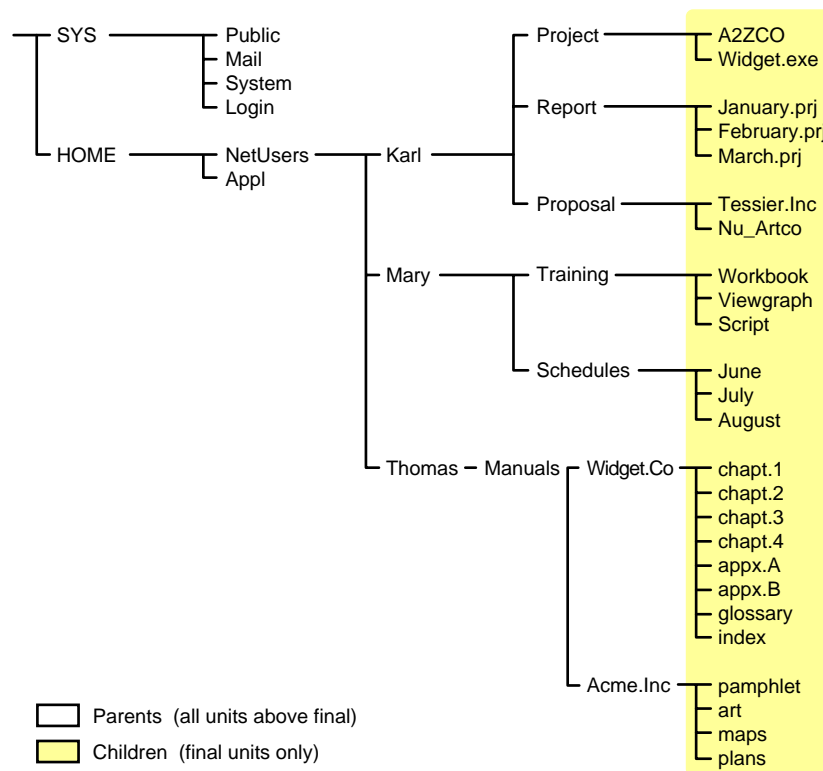 SYS Public Project A2ZCO
Mail Widget.exe
System
Login Report January.prj
February.prj
HOME NetUsers Karl March.prj
Appl
Proposal Tessier.Inc
Nu_Artco
Mary Training Workbook
Viewgraph
Script
Schedules June
July
August
Thomas Manuals Widget.Co chapt.1
chapt.2
chapt.3
chapt.4
appx.A
appx.B
glossary
index
Acme.Inc pamphlet
Parents (all units above final) art
maps
Children (final units only) plans